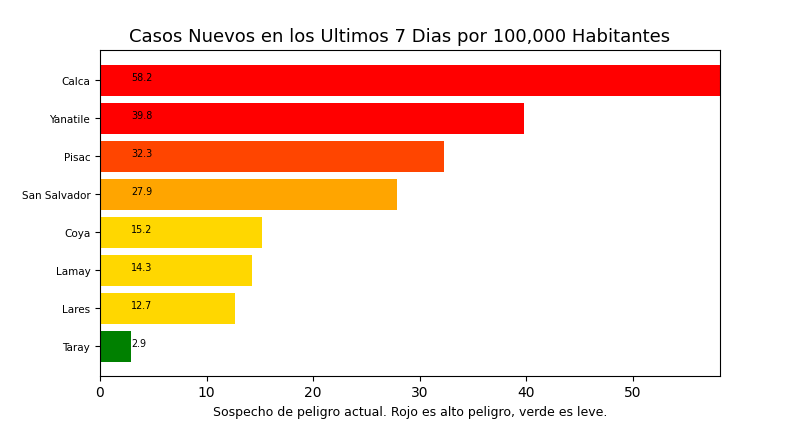 Casos Nuevos en los Ultimos 7 Dias por 100,000 Habitantes
Calca 58.2
Yanatile 39.8
Pisac 32.3
San Salvador 27.9
Coya 15.2
Lamay 14.3
Lares 12.7
Taray 2.9
0 10 20 30 40 50
Sospecho de peligro actual. Rojo es alto peligro, verde es leve.